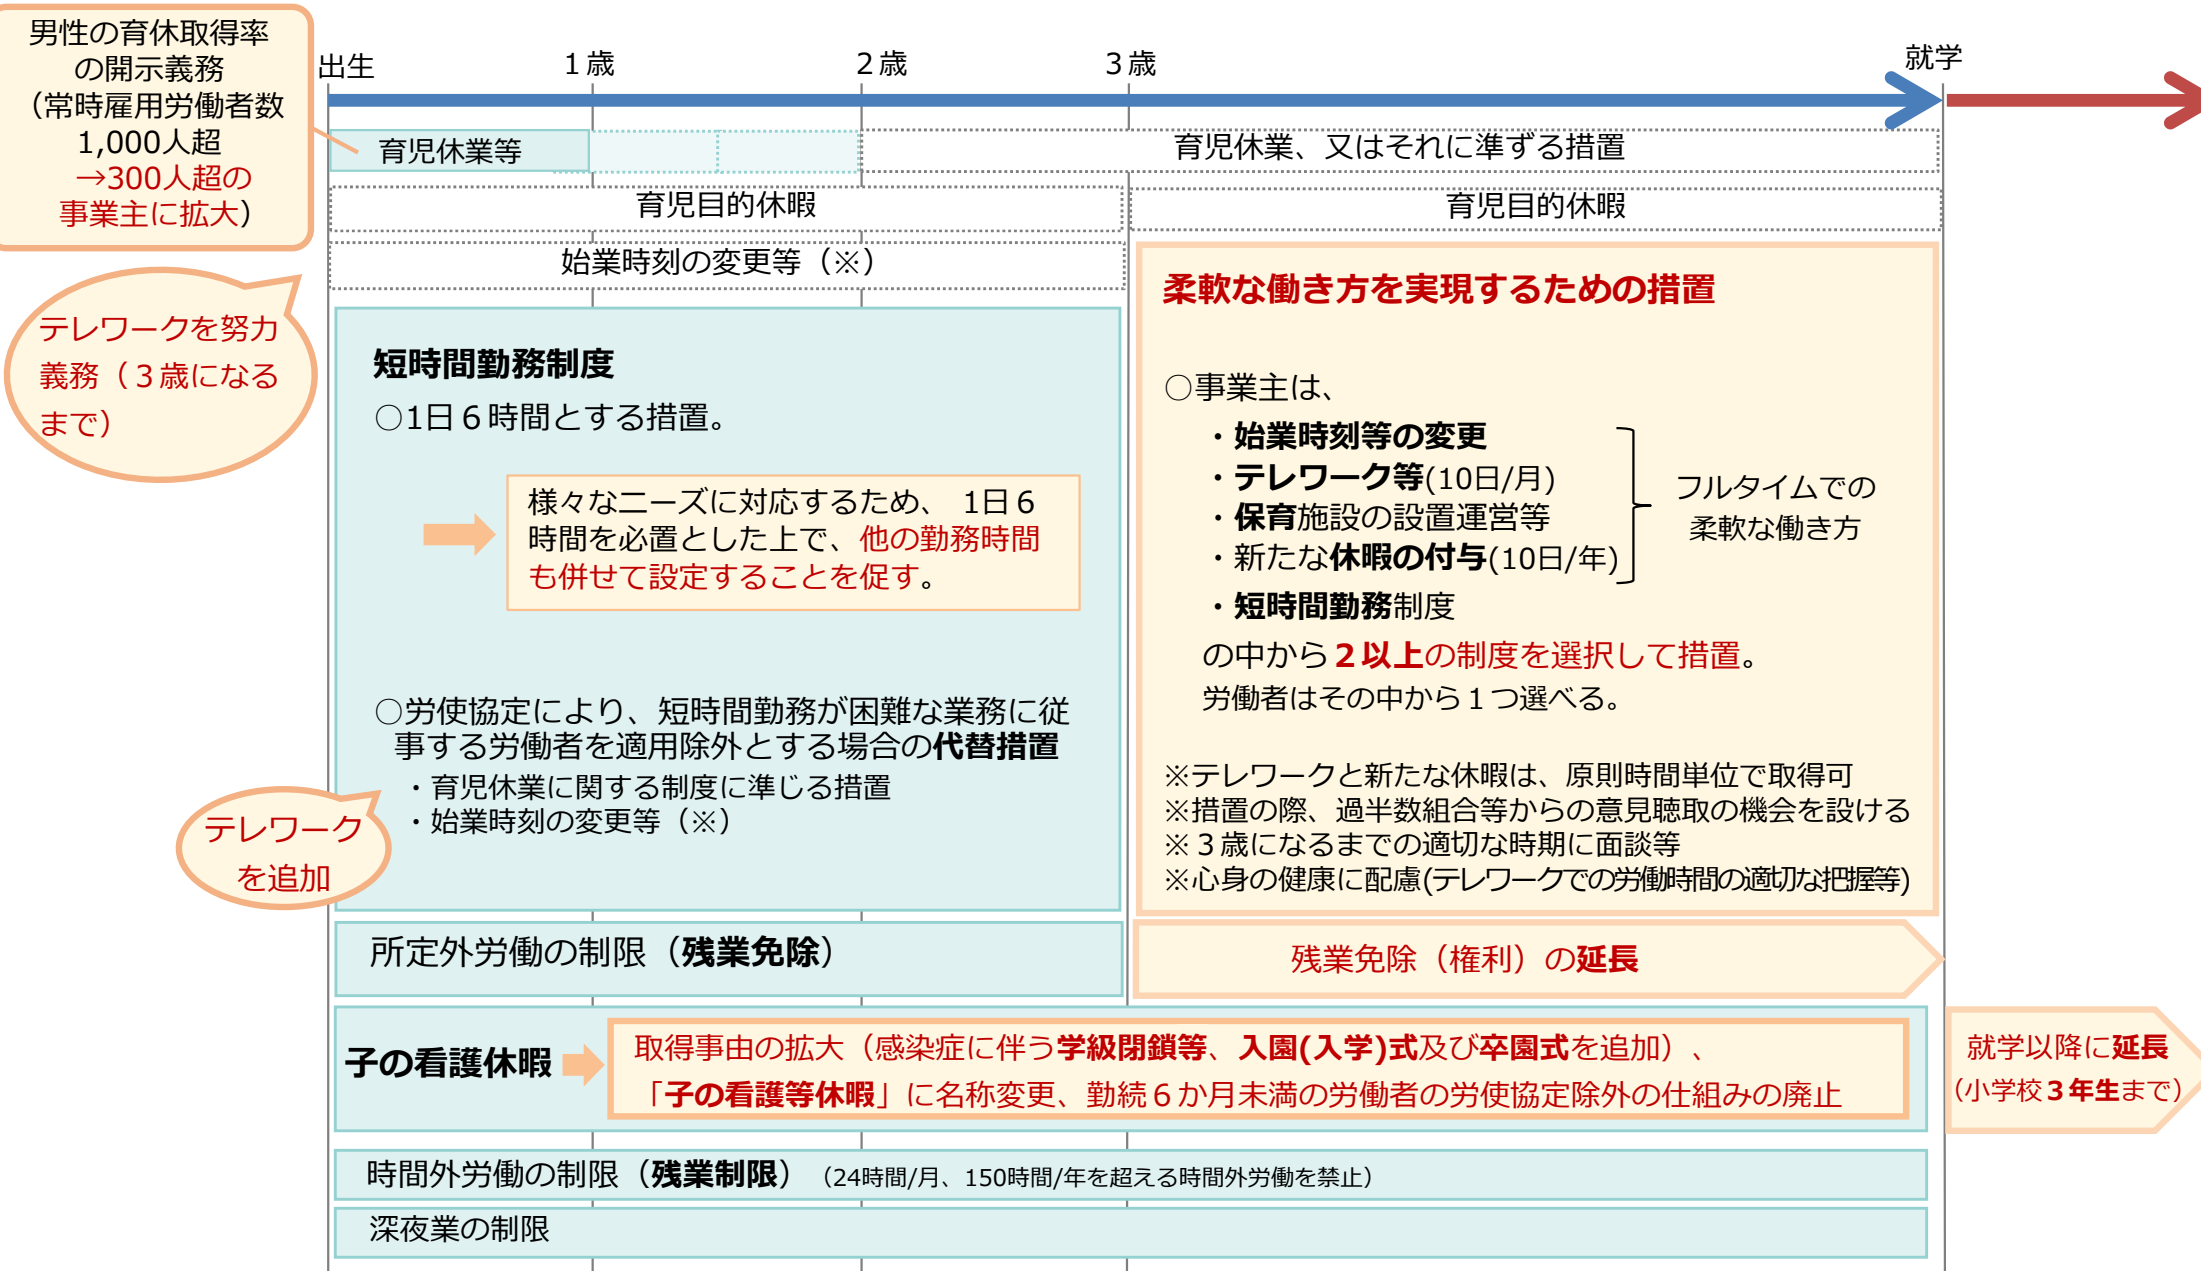 男性の育休取得率
の開示義務
（常時雇用労働者数
1,000人超
→300人超の
事業主に拡大）
出生
１歳
２歳
３歳
就学
育児休業等
育児休業、又はそれに準ずる措置
育児目的休暇
育児目的休暇
始業時刻の変更等（※）
テレワークを努力
義務（３歳になる
まで）
短時間勤務制度
○1日６時間とする措置。
様々なニーズに対応するため、 1日６
時間を必置とした上で、他の勤務時間
も併せて設定することを促す。
○労使協定により、短時間勤務が困難な業務に従
事する労働者を適用除外とする場合の代替措置
・育児休業に関する制度に準じる措置
・始業時刻の変更等（※）
テレワーク
を追加
柔軟な働き方を実現するための措置
○事業主は、
・始業時刻等の変更
・テレワーク等(10日/月)
・保育施設の設置運営等
・新たな休暇の付与(10日/年)
・短時間勤務制度
フルタイムでの
柔軟な働き方
の中から２以上の制度を選択して措置。
労働者はその中から１つ選べる。
※テレワークと新たな休暇は、原則時間単位で取得可
※措置の際、過半数組合等からの意見聴取の機会を設ける
※３歳になるまでの適切な時期に面談等
※心身の健康に配慮(テレワークでの労働時間の適切な把握等)
所定外労働の制限（残業免除）
残業免除（権利）の延長
子の看護休暇
取得事由の拡大（感染症に伴う学級閉鎖等、入園(入学)式及び卒園式を追加）、
「子の看護等休暇」に名称変更、勤続６か月未満の労働者の労使協定除外の仕組みの廃止
就学以降に延長
（小学校３年生まで）
時間外労働の制限（残業制限）（24時間/月、150時間/年を超える時間外労働を禁止）
深夜業の制限